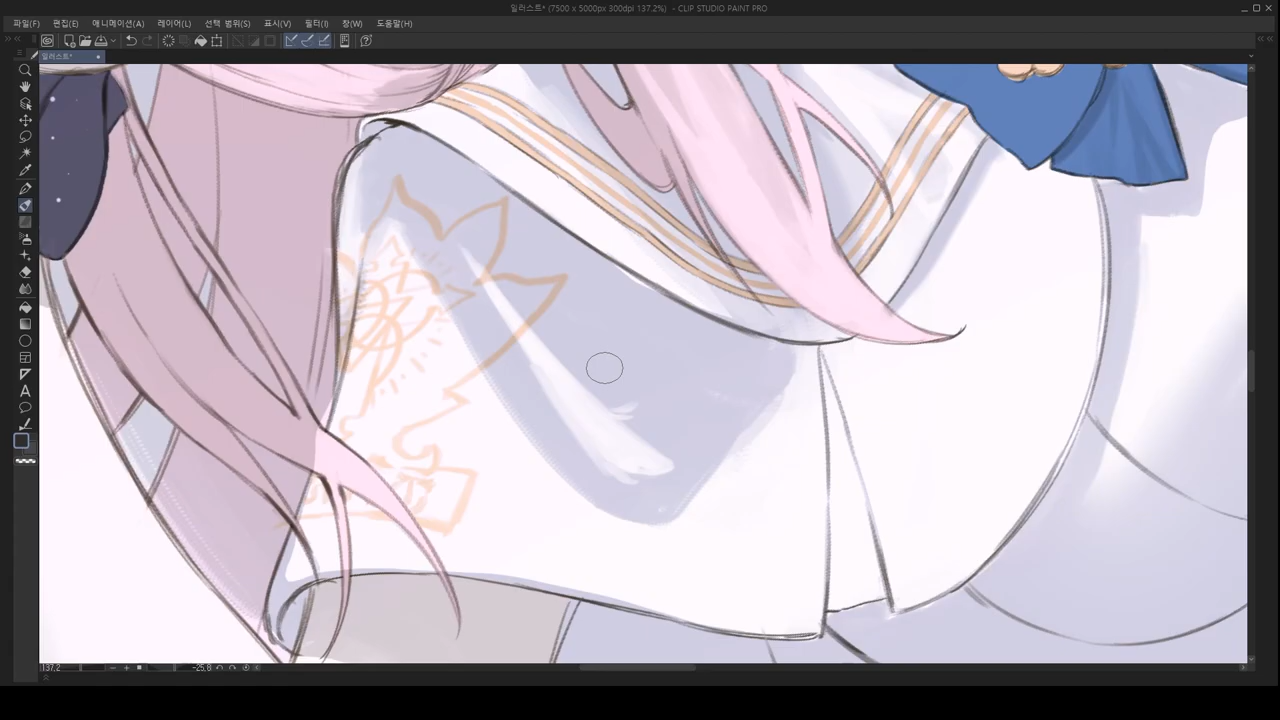 일러스트* (7500 x 5000px 300dpi 137.2%) - CLIP STUDIO PAINT PRO
파일(F) 편집(E) 애니메이션(A) 레이어(L) 선택 범위(S) 표시(V) 필터(I) 창(W) 도움말(H)
일러스트*
A
137.2 -25.8